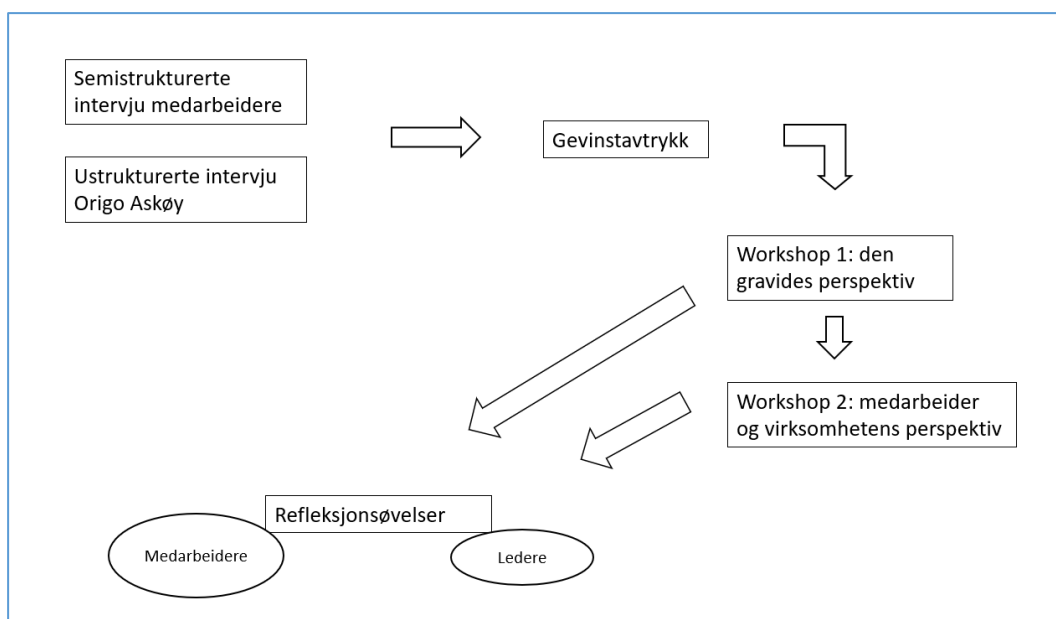 Semistrukturerte
intervju medarbeidere
Ustrukturerte intervju
Origo Askøy
Gevinstavtrykk
Workshop 1: den
gravides perspektiv
Workshop 2: medarbeider
og virksomhetens perspektiv
Refleksjonsøvelser
Medarbeidere
Ledere